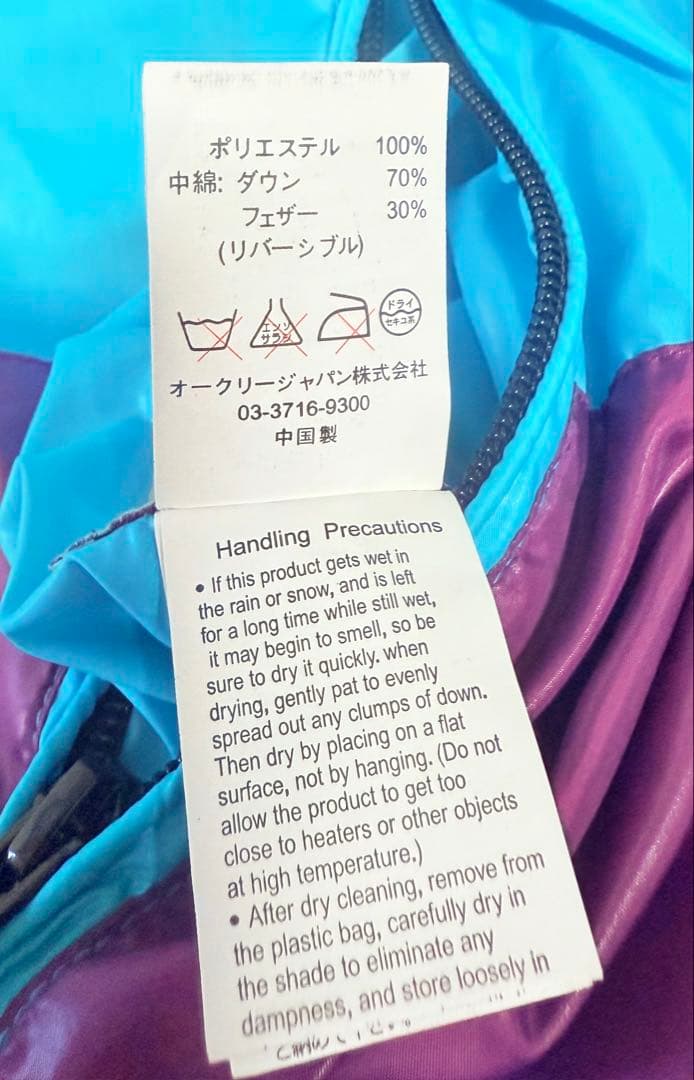 ポリエステル 100%
中綿: ダウン 70%
フェザー 30%
(リバーシブル)
エンソ
サラシ
ドライ
セキユ系
オークリージャパン株式会社
03-3716-9300
中国製
Handling Precautions
• If this product gets wet in
the rain or snow, and is left
for a long time while still wet,
it may begin to smell, so be
sure to dry it quickly. when
drying, gently pat to evenly
spread out any clumps of down.
Then dry by placing on a flat
surface, not by hanging. (Do not
allow the product to get too
close to heaters or other objects
at high temperature.)
• After dry cleaning, remove from
the plastic bag, carefully dry in
the shade to eliminate any
dampness, and store loosely in